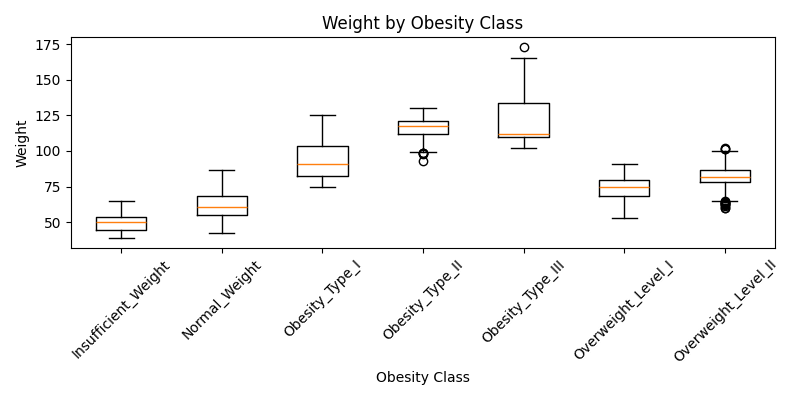 Weight by Obesity Class
175
150
125
100
75
50
Weight
Insufficient_Weight
Normal_Weight
Obesity_Type_I
Obesity_Type_II
Obesity_Type_III
Overweight_Level_I
Overweight_Level_II
Obesity Class